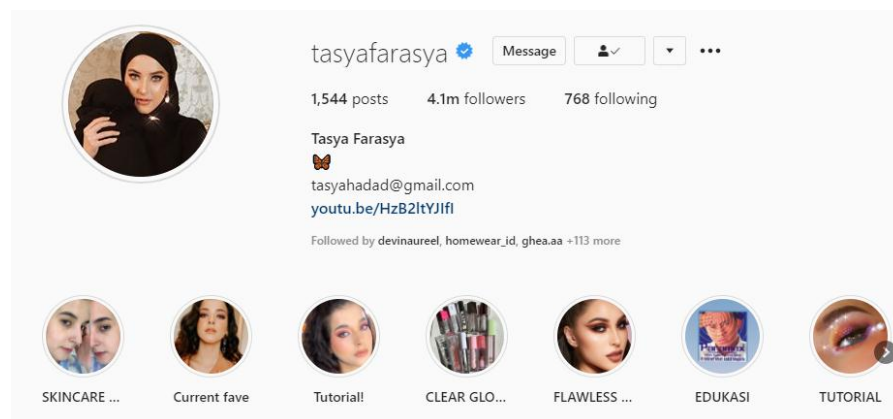 tasyafarasya Message
1,544 posts 4.1m followers 768 following
Tasya Farasya
🦋
tasyahadad@gmail.com
youtu.be/HzB2ltYJIfI
Followed by devinaureel, homewear_id, ghea.aa +113 more
SKINCARE ... Current fave Tutorial! CLEAR GLO... FLAWLESS ... EDUKASI TUTORIAL